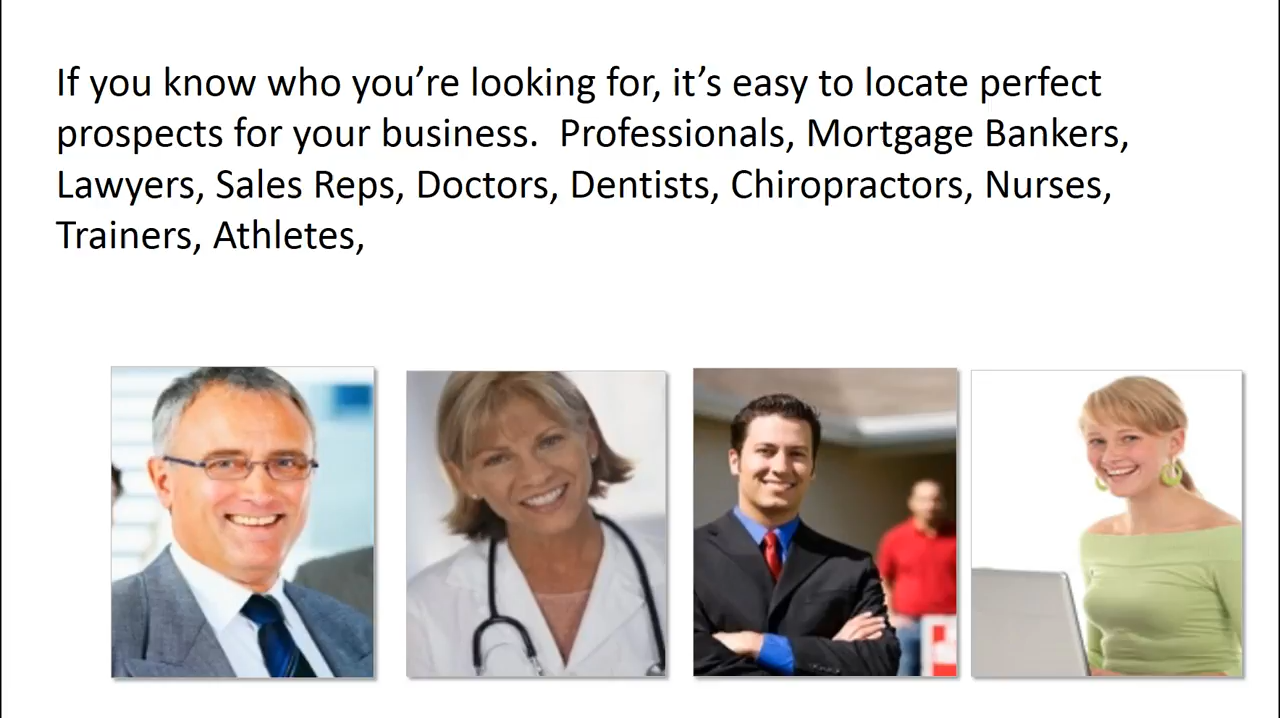 If you know who you’re looking for, it’s easy to locate perfect
prospects for your business.  Professionals, Mortgage Bankers,
Lawyers, Sales Reps, Doctors, Dentists, Chiropractors, Nurses,
Trainers, Athletes,